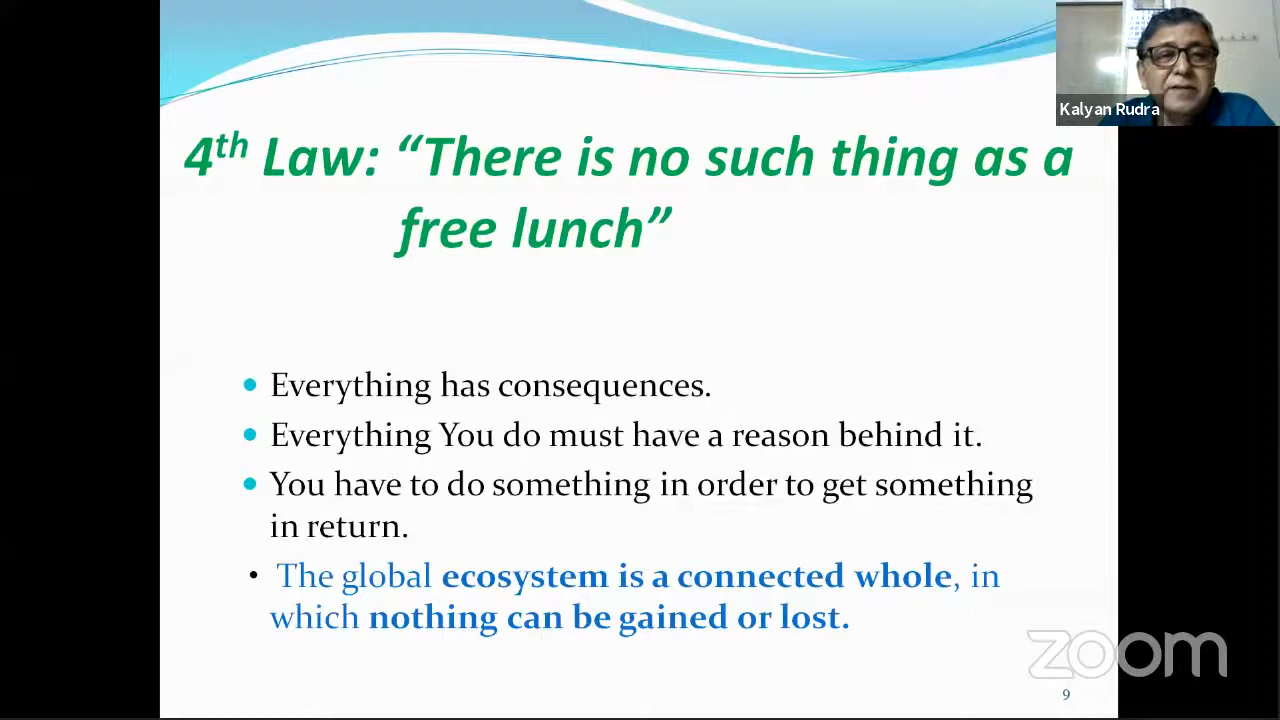 Kalyan Rudra
4th Law: “There is no such thing as a
free lunch”
• Everything has consequences.
• Everything You do must have a reason behind it.
• You have to do something in order to get something
in return.
• The global ecosystem is a connected whole, in
which nothing can be gained or lost.
zoom
9